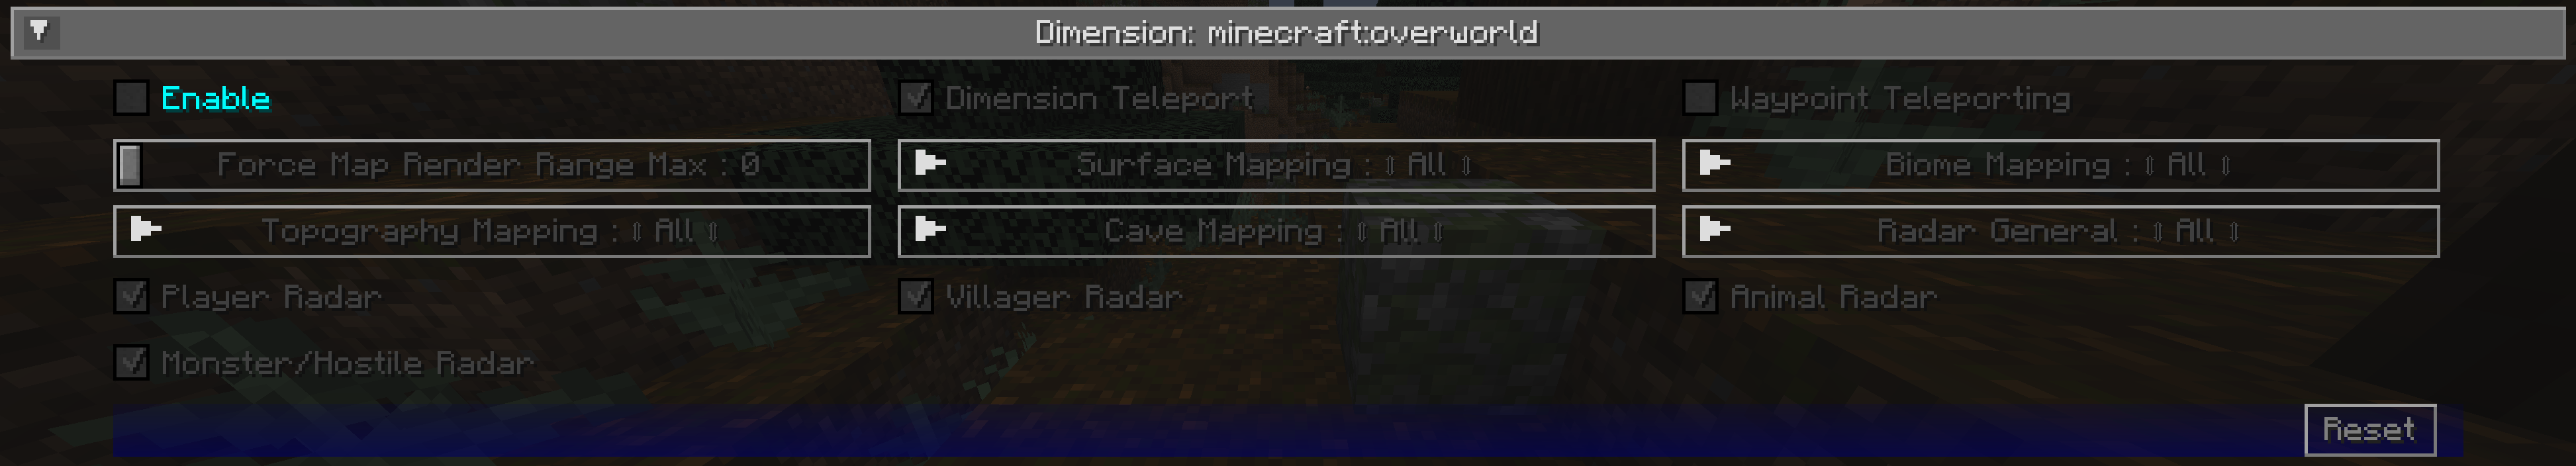 Dimension: minecraft:overworld
Enable
Dimension Teleport
Waypoint Teleporting
Force Map Render Range Max : 0
Surface Mapping : ⇕ All ⇕
Biome Mapping : ⇕ All ⇕
Topography Mapping : ⇕ All ⇕
Cave Mapping : ⇕ All ⇕
Radar General : ⇕ All ⇕
Player Radar
Villager Radar
Animal Radar
Monster/Hostile Radar
Reset